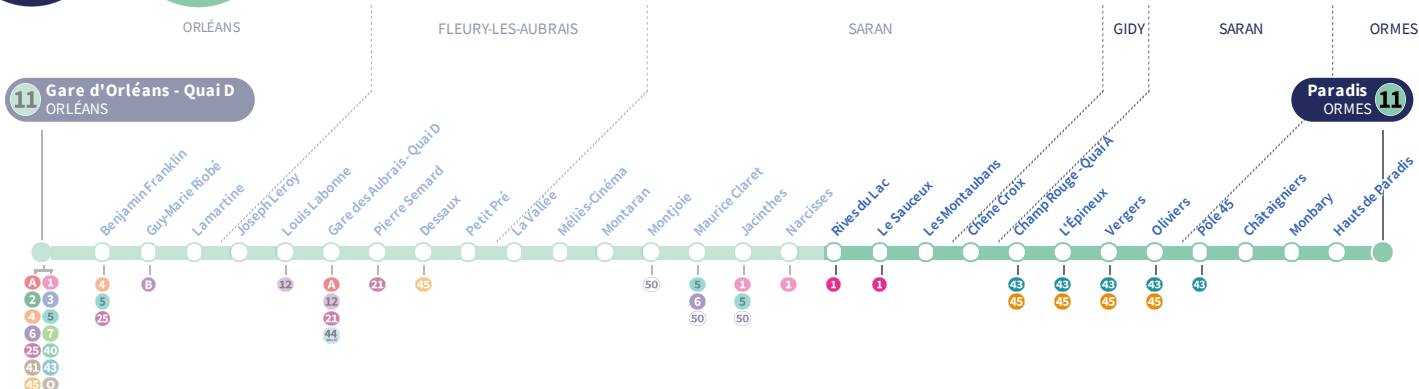 ORLÉANS
FLEURY-LES-AUBRAIS
SARAN
GIDY
SARAN
ORMES
11 Gare d'Orléans - Quai D
ORLÉANS
Paradis
ORMES 11
Benjamin Franklin
Guy-Marie Riobé
Lamartine
Joseph Leroy
Louis Labonne
Gare des Aubrais - Quai D
Pierre Semard
Dessaux
Petit Pré
La Vallée
Méliès-Cinéma
Montaran
Montjoie
Maurice Claret
Jacinthes
Narcisses
Rives du Lac
Le Sauceux
Les Montaubans
Chêne Croix
Champ Rouge - Quai A
L'Épineux
Vergers
Oliviers
Pôle 45
Châtaigniers
Monbary
Hauts de Paradis
A 1
2 3
4 5
6 7
25 40
41 43
45 O
4
5
25
B
12
A
12
21
44
21
45
50
5
6
50
1
5
50
1
1
1
43
45
43
45
43
45
43
45
43